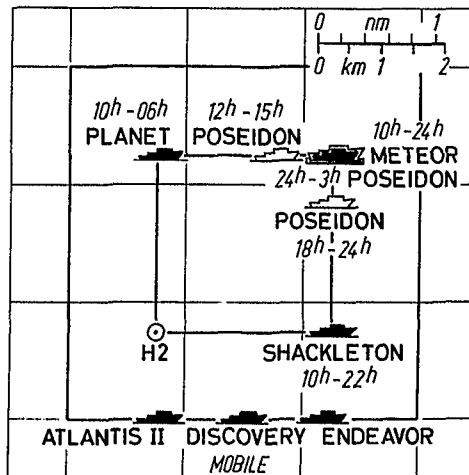 0 nm 1
0 km 1 2
10h-06h 12h-15h 10h-24h
PLANET POSEIDON METEOR
24h-3h POSEIDON
POSEIDON
18h-24h
H2 SHACKLETON
10h-22h
ATLANTIS II DISCOVERY ENDEAVOR
MOBILE